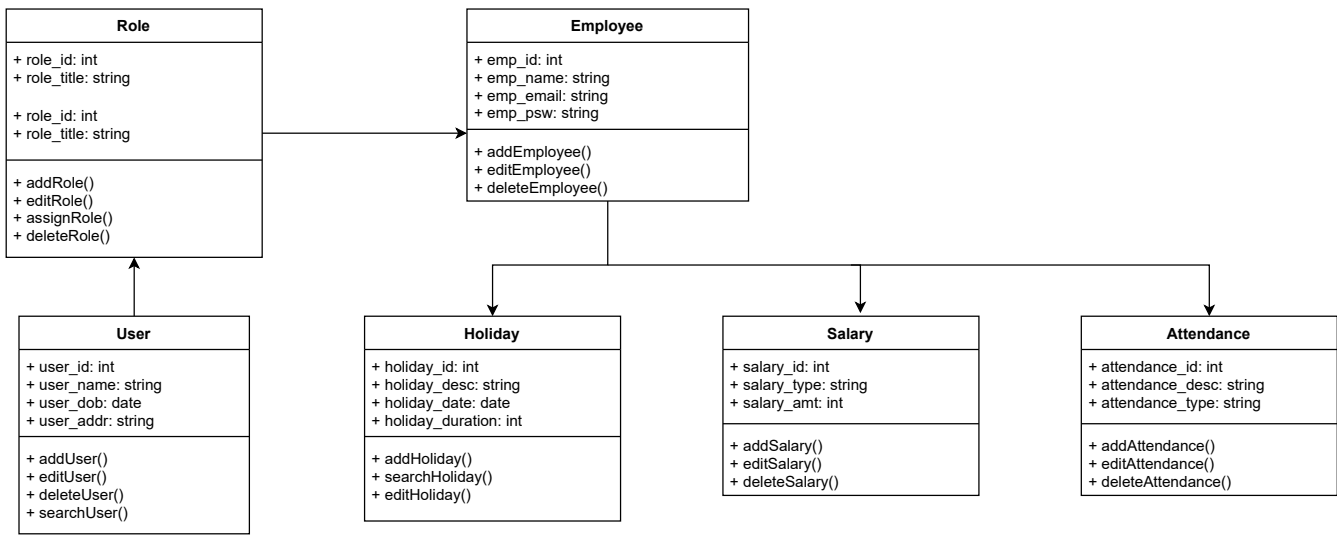 Role
+ role_id: int
+ role_title: string
+ role_id: int
+ role_title: string
+ addRole()
+ editRole()
+ assignRole()
+ deleteRole()
Employee
+ emp_id: int
+ emp_name: string
+ emp_email: string
+ emp_psw: string
+ addEmployee()
+ editEmployee()
+ deleteEmployee()
User
+ user_id: int
+ user_name: string
+ user_dob: date
+ user_addr: string
+ addUser()
+ editUser()
+ deleteUser()
+ searchUser()
Holiday
+ holiday_id: int
+ holiday_desc: string
+ holiday_date: date
+ holiday_duration: int
+ addHoliday()
+ searchHoliday()
+ editHoliday()
Salary
+ salary_id: int
+ salary_type: string
+ salary_amt: int
+ addSalary()
+ editSalary()
+ deleteSalary()
Attendance
+ attendance_id: int
+ attendance_desc: string
+ attendance_type: string
+ addAttendance()
+ editAttendance()
+ deleteAttendance()